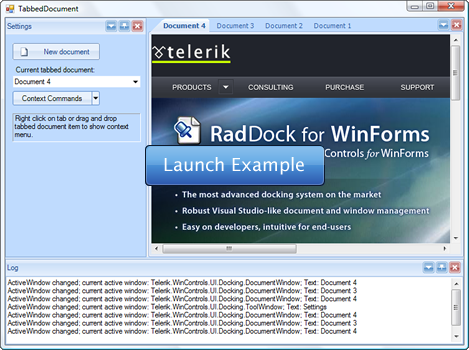 TabbedDocument
Settings
New document
Current tabbed document:
Document 4
Context Commands
Right click on tab or drag and drop
tabbed document item to show context
menu.
Document 4 Document 3 Document 2 Document 1
telerik
PRODUCTS CONSULTING PURCHASE SUPPORT
RadDock for WinForms
Controls for WinForms
Launch Example
• The most advanced docking system on the market
• Robust Visual Studio-like document and window management
• Easy on developers, intuitive for end-users
Log
ActiveWindow changed; current active window: Telerik.WinControls.UI.Docking.DocumentWindow; Text: Document 4
ActiveWindow changed; current active window: Telerik.WinControls.UI.Docking.DocumentWindow; Text: Document 3
ActiveWindow changed; current active window: Telerik.WinControls.UI.Docking.DocumentWindow; Text: Document 4
ActiveWindow changed; current active window: Telerik.WinControls.UI.Docking.ToolWindow; Text: Settings
ActiveWindow changed; current active window: Telerik.WinControls.UI.Docking.DocumentWindow; Text: Document 4
ActiveWindow changed; current active window: Telerik.WinControls.UI.Docking.DocumentWindow; Text: Document 3
ActiveWindow changed; current active window: Telerik.WinControls.UI.Docking.DocumentWindow; Text: Document 4